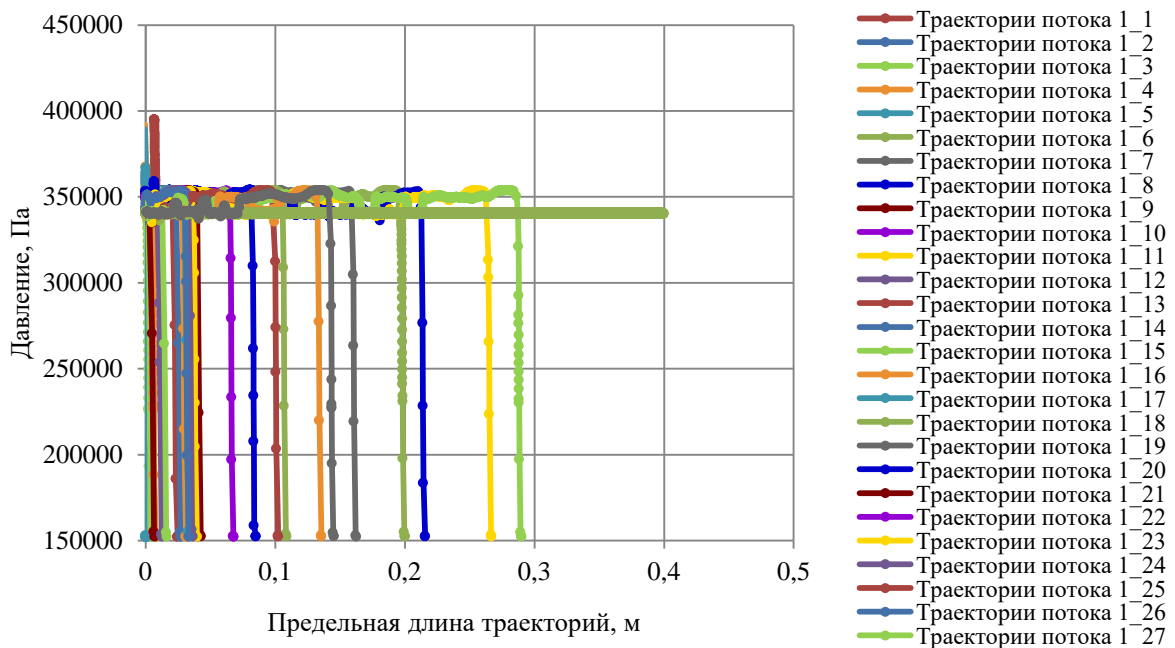 450000
400000
350000
300000
250000
200000
150000
Давление, Па
0
0,1
0,2
0,3
0,4
0,5
Предельная длина траекторий, м
Траектории потока 1_1
Траектории потока 1_2
Траектории потока 1_3
Траектории потока 1_4
Траектории потока 1_5
Траектории потока 1_6
Траектории потока 1_7
Траектории потока 1_8
Траектории потока 1_9
Траектории потока 1_10
Траектории потока 1_11
Траектории потока 1_12
Траектории потока 1_13
Траектории потока 1_14
Траектории потока 1_15
Траектории потока 1_16
Траектории потока 1_17
Траектории потока 1_18
Траектории потока 1_19
Траектории потока 1_20
Траектории потока 1_21
Траектории потока 1_22
Траектории потока 1_23
Траектории потока 1_24
Траектории потока 1_25
Траектории потока 1_26
Траектории потока 1_27